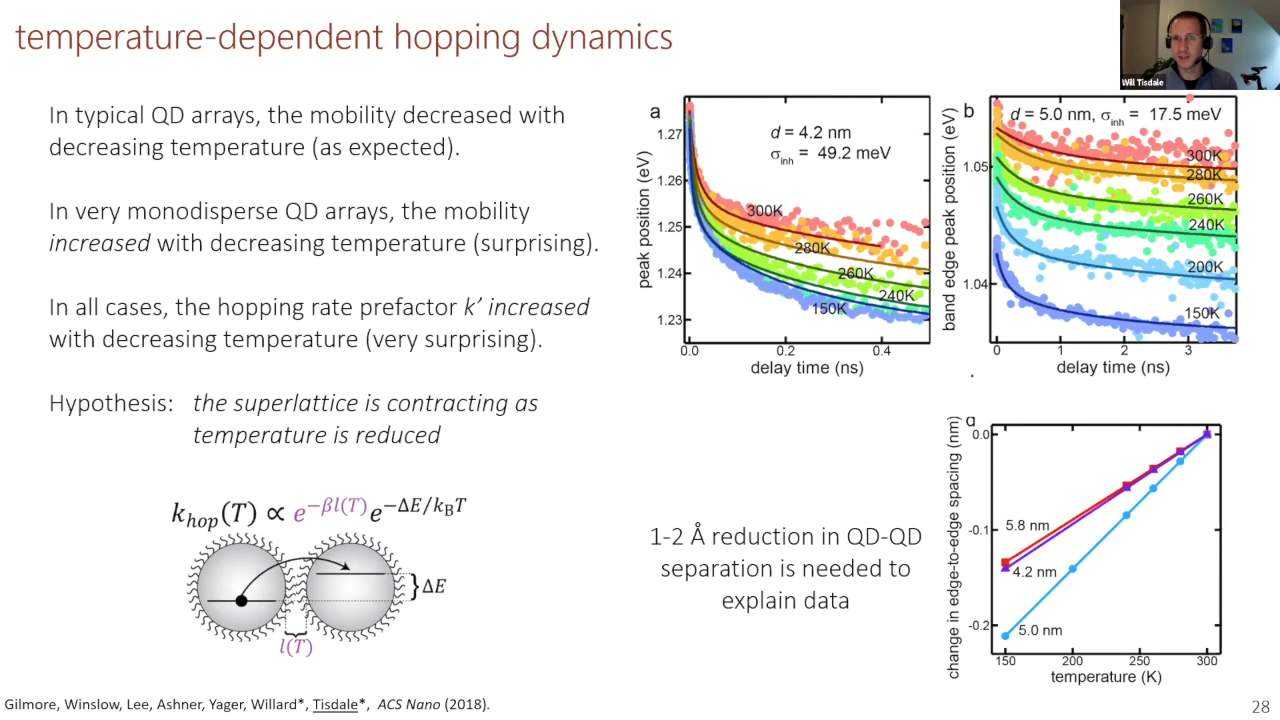 temperature-dependent hopping dynamics
Will Tisdale
In typical QD arrays, the mobility decreased with
decreasing temperature (as expected).
In very monodisperse QD arrays, the mobility
increased with decreasing temperature (surprising).
In all cases, the hopping rate prefactor k′ increased
with decreasing temperature (very surprising).
Hypothesis: the superlattice is contracting as
temperature is reduced
k_hop(T) ∝ e^{−βl(T)}e^{−ΔE/k_BT}
ΔE
l(T)
a
d = 4.2 nm
σ_inh = 49.2 meV
peak position (eV)
1.27
1.26
1.25
1.24
1.23
300K
280K
260K
240K
150K
0.0
0.2
0.4
delay time (ns)
b
d = 5.0 nm, σ_inh = 17.5 meV
band edge peak position (eV)
1.05
1.04
300K
280K
260K
240K
200K
150K
0
1
2
3
delay time (ns)
1-2 Å reduction in QD-QD
separation is needed to
explain data
d
change in edge-to-edge spacing (nm)
0.0
-0.1
-0.2
5.8 nm
4.2 nm
5.0 nm
150
200
250
300
temperature (K)
Gilmore, Winslow, Lee, Ashner, Yager, Willard*, Tisdale*, ACS Nano (2018).
28